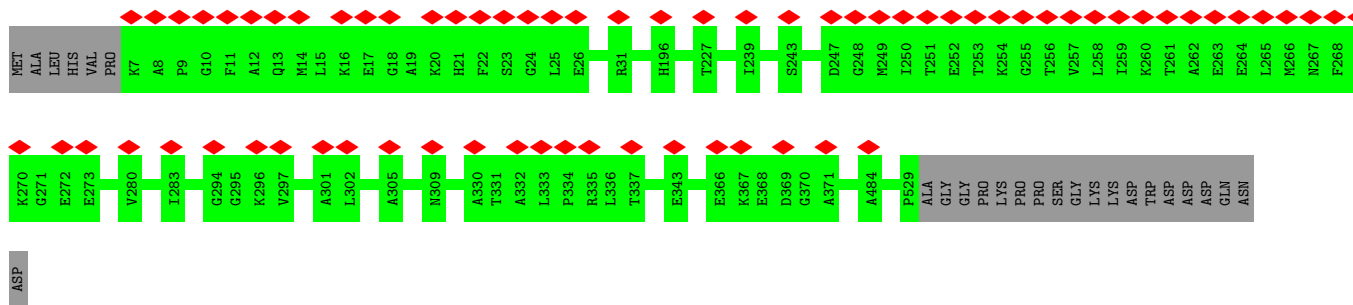 MET ALA LEU HIS VAL PRO K7 A8 P9 G10 F11 A12 Q13 M14 L15 K16 E17 G18 A19 K20 H21 F22 S23 G24 L25 E26 R31 H196 T227 I239 S243 D247 G248 M249 I250 T251 E252 T253 K254 G255 T256 V257 L258 I259 K260 T261 A262 E263 E264 L265 M266 N267 F268
K270 G271 E272 E273 V280 I283 G294 G295 K296 V297 A301 L302 A305 N309 A330 T331 A332 L333 P334 R335 L336 T337 E343 E366 K367 E368 D369 G370 A371 A484 P529 ALA GLY GLY PRO LYS PRO PRO SER GLY LYS LYS ASP TRP ASP ASP ASP GLN ASN
ASP